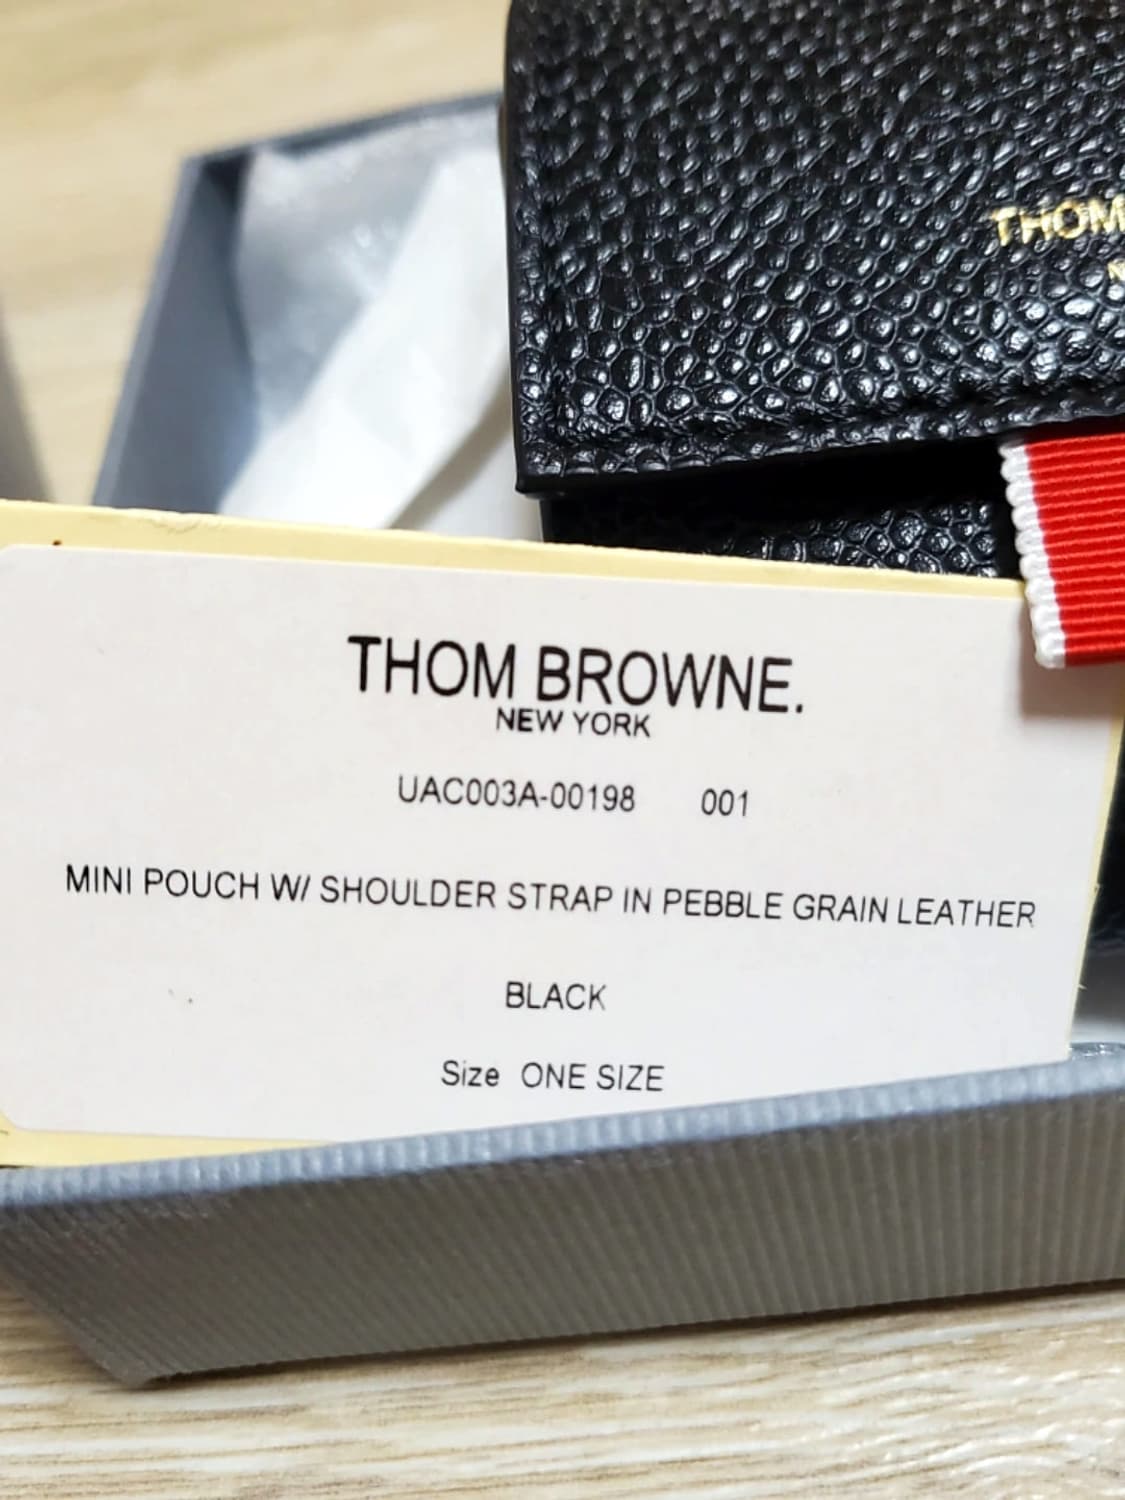 THOM
N
THOM BROWNE.
NEW YORK
UAC003A-00198 001
MINI POUCH W/ SHOULDER STRAP IN PEBBLE GRAIN LEATHER
BLACK
Size ONE SIZE